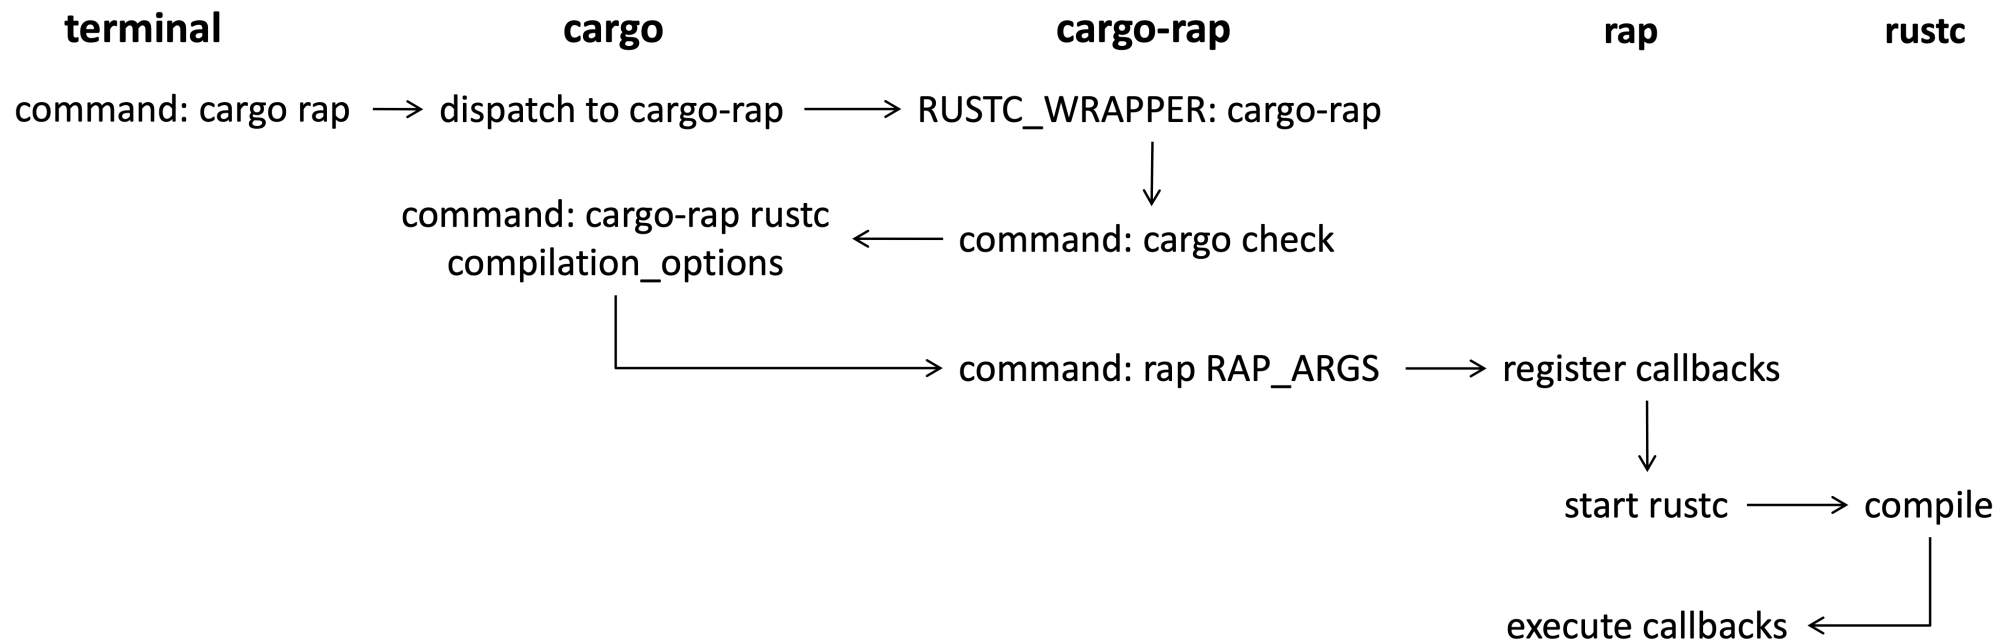 terminal
cargo
cargo-rap
rap
rustc
command: cargo rap
dispatch to cargo-rap
RUSTC_WRAPPER: cargo-rap
command: cargo-rap rustc
compilation_options
command: cargo check
command: rap RAP_ARGS
register callbacks
start rustc
compile
execute callbacks